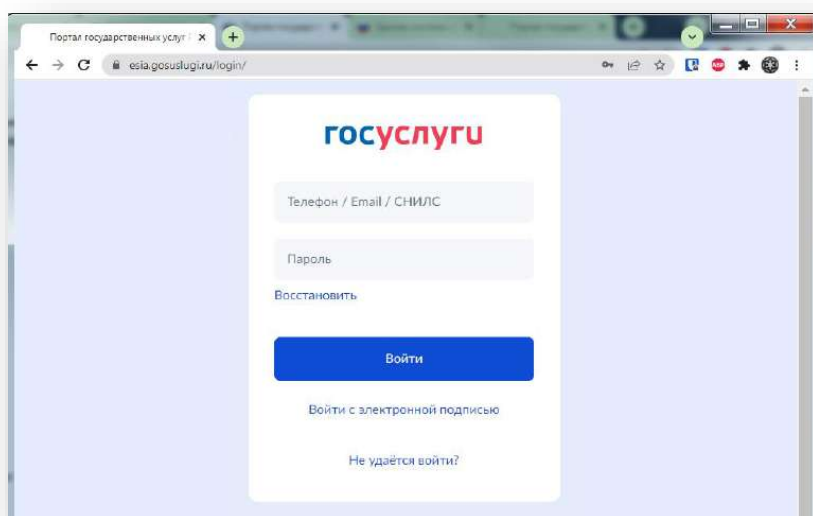 Портал государственных услуг
esia.gosuslugi.ru/login/
ABP
госуслуги
Телефон / Email / СНИЛС
Пароль
Восстановить
Войти
Войти с электронной подписью
Не удаётся войти?